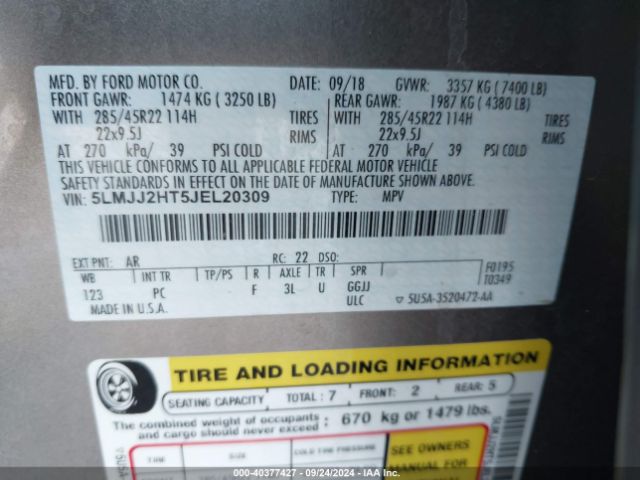 MFD. BY FORD MOTOR CO. DATE: 09/18 GVWR: 3357 KG ( 7400 LB)
FRONT GAWR: 1474 KG ( 3250 LB) REAR GAWR: 1987 KG ( 4380 LB)
WITH 285/45R22 114H TIRES WITH 285/45R22 114H TIRES
22x9.5J RIMS 22x9.5J RIMS
AT 270 kPa/ 39 PSI COLD AT 270 kPa/ 39 PSI COLD
THIS VEHICLE CONFORMS TO ALL APPLICABLE FEDERAL MOTOR VEHICLE
SAFETY STANDARDS IN EFFECT ON THE DATE OF MANUFACTURE SHOWN ABOVE.
VIN: 5LMJJ2HT5JEL20309 TYPE: MPV
EXT PNT: AR RC: 22 DSO: F0195
WB INT TR TP/PS R AXLE TR SPR T0349
123 PC F 3L U GGJJ
MADE IN U.S.A. ULC ▽ 5U5A-3520472-AA
TIRE AND LOADING INFORMATION
SEATING CAPACITY TOTAL : 7 FRONT: 2 REAR: 5
The combined weight of occupants
and cargo should never exceed : 670 kg or 1479 lbs.
TIRE SIZE COLD TIRE PRESSURE SEE OWNERS
MANUAL FOR
© 40377427 - 09/24/2024 - IAA Inc.